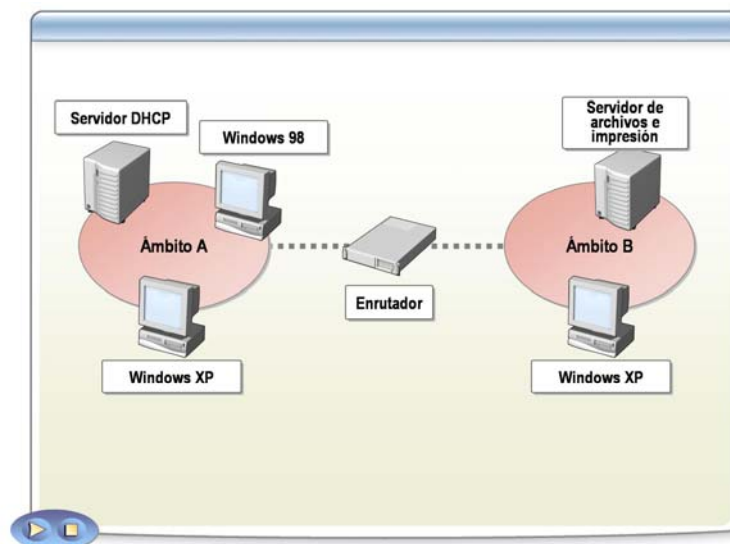 Servidor DHCP
Windows 98
Servidor de
archivos e
impresión
Ámbito A
Ámbito B
Enrutador
Windows XP
Windows XP